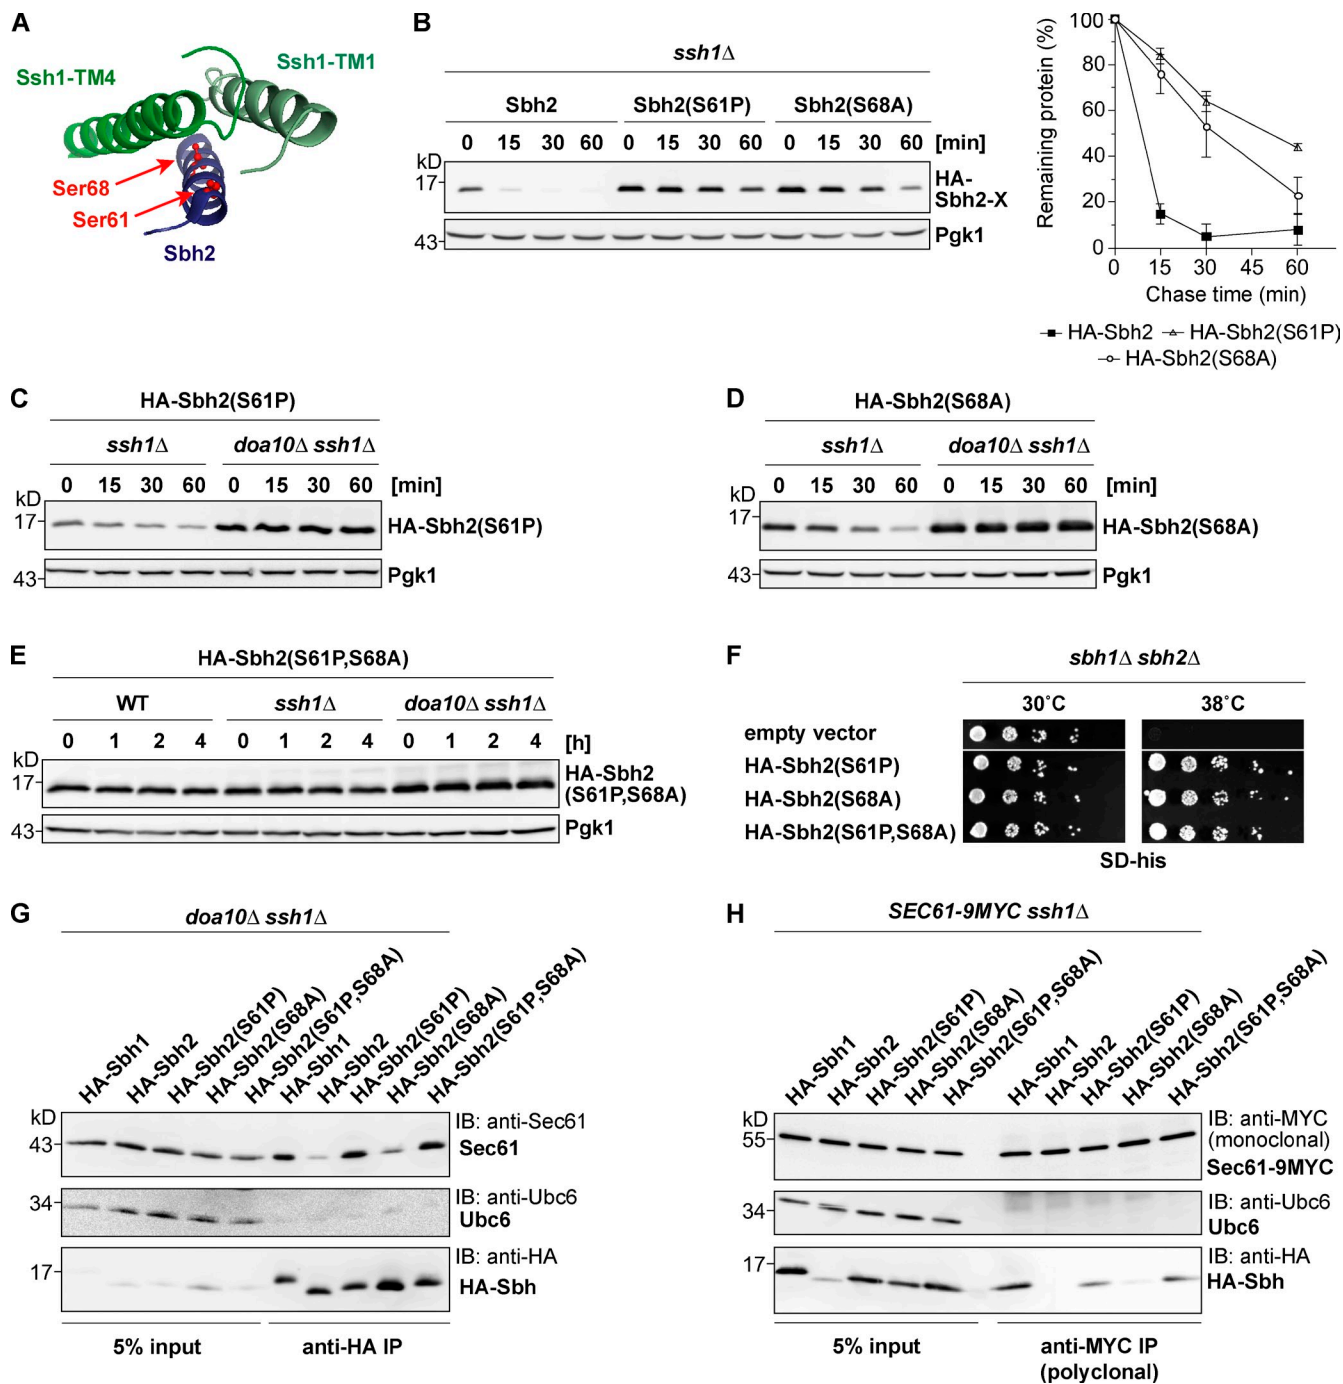 A
Ssh1-TM4
Ssh1-TM1
Ser68
Ser61
Sbh2
B
ssh1Δ
Sbh2 Sbh2(S61P) Sbh2(S68A)
0 15 30 60 0 15 30 60 0 15 30 60 [min]
kD
17
HA-
Sbh2-X
43
Pgk1
Remaining protein (%)
100
80
60
40
20
0
0 15 30 45 60
Chase time (min)
HA-Sbh2 HA-Sbh2(S61P)
HA-Sbh2(S68A)
C
HA-Sbh2(S61P)
ssh1Δ doa10Δ ssh1Δ
0 15 30 60 0 15 30 60 [min]
kD
17
HA-Sbh2(S61P)
43
Pgk1
D
HA-Sbh2(S68A)
ssh1Δ doa10Δ ssh1Δ
0 15 30 60 0 15 30 60 [min]
kD
17
HA-Sbh2(S68A)
43
Pgk1
E
HA-Sbh2(S61P,S68A)
WT ssh1Δ doa10Δ ssh1Δ
0 1 2 4 0 1 2 4 0 1 2 4 [h]
kD
17
HA-Sbh2
(S61P,S68A)
43
Pgk1
F
sbh1Δ sbh2Δ
30˚C 38˚C
empty vector
HA-Sbh2(S61P)
HA-Sbh2(S68A)
HA-Sbh2(S61P,S68A)
SD-his
G
doa10Δ ssh1Δ
HA-Sbh1
HA-Sbh2
HA-Sbh2(S61P)
HA-Sbh2(S68A)
HA-Sbh2(S61P,S68A)
HA-Sbh1
HA-Sbh2
HA-Sbh2(S61P)
HA-Sbh2(S68A)
HA-Sbh2(S61P,S68A)
kD
43
IB: anti-Sec61
Sec61
34
IB: anti-Ubc6
Ubc6
17
IB: anti-HA
HA-Sbh
5% input anti-HA IP
H
SEC61-9MYC ssh1Δ
HA-Sbh1
HA-Sbh2
HA-Sbh2(S61P)
HA-Sbh2(S68A)
HA-Sbh2(S61P,S68A)
HA-Sbh1
HA-Sbh2
HA-Sbh2(S61P)
HA-Sbh2(S68A)
HA-Sbh2(S61P,S68A)
kD
55
IB: anti-MYC
(monoclonal)
Sec61-9MYC
34
IB: anti-Ubc6
Ubc6
17
IB: anti-HA
HA-Sbh
5% input anti-MYC IP
(polyclonal)